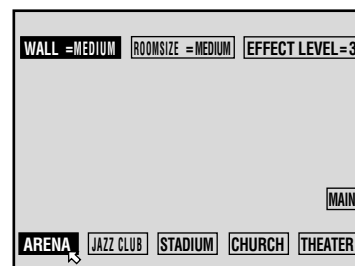 WALL =MEDIUM ROOMSIZE =MEDIUM EFFECT LEVEL=3
MAIN
ARENA JAZZ CLUB STADIUM CHURCH THEATER